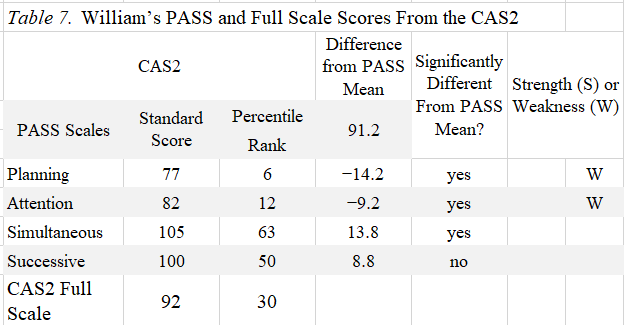 Table 7. William's PASS and Full Scale Scores From the CAS2
CAS2 Difference from PASS Mean Significantly Different From PASS Mean? Strength (S) or Weakness (W)
PASS Scales Standard Score Percentile Rank 91.2
Planning 77 6 −14.2 yes W
Attention 82 12 −9.2 yes W
Simultaneous 105 63 13.8 yes
Successive 100 50 8.8 no
CAS2 Full Scale 92 30